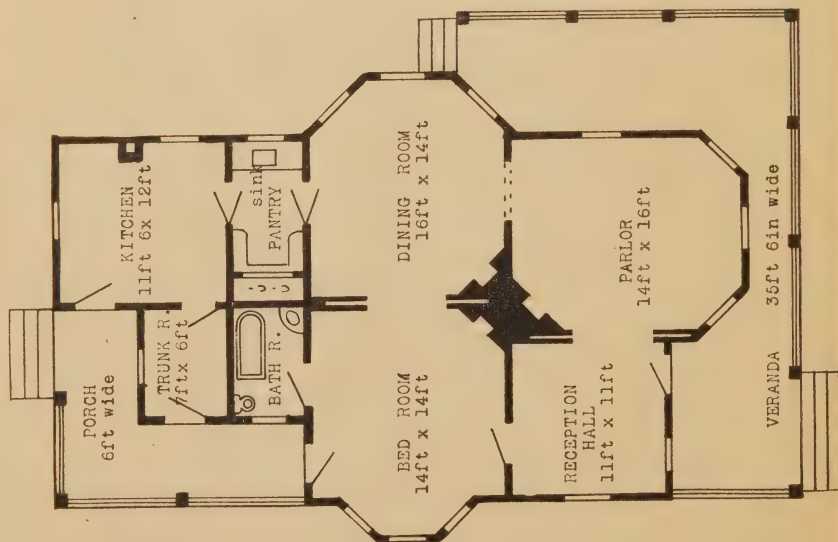 KITCHEN
11ft 6x 12ft
sink
PANTRY
DINING ROOM
16ft x 14ft
PARLOR
14ft x 16ft
VERANDA 35ft 6in wide
PORCH
6ft wide
TRUNK R.
7ftx 6ft
BATH R.
BED ROOM
14ft x 14ft
RECEPTION
HALL
11ft x 11ft